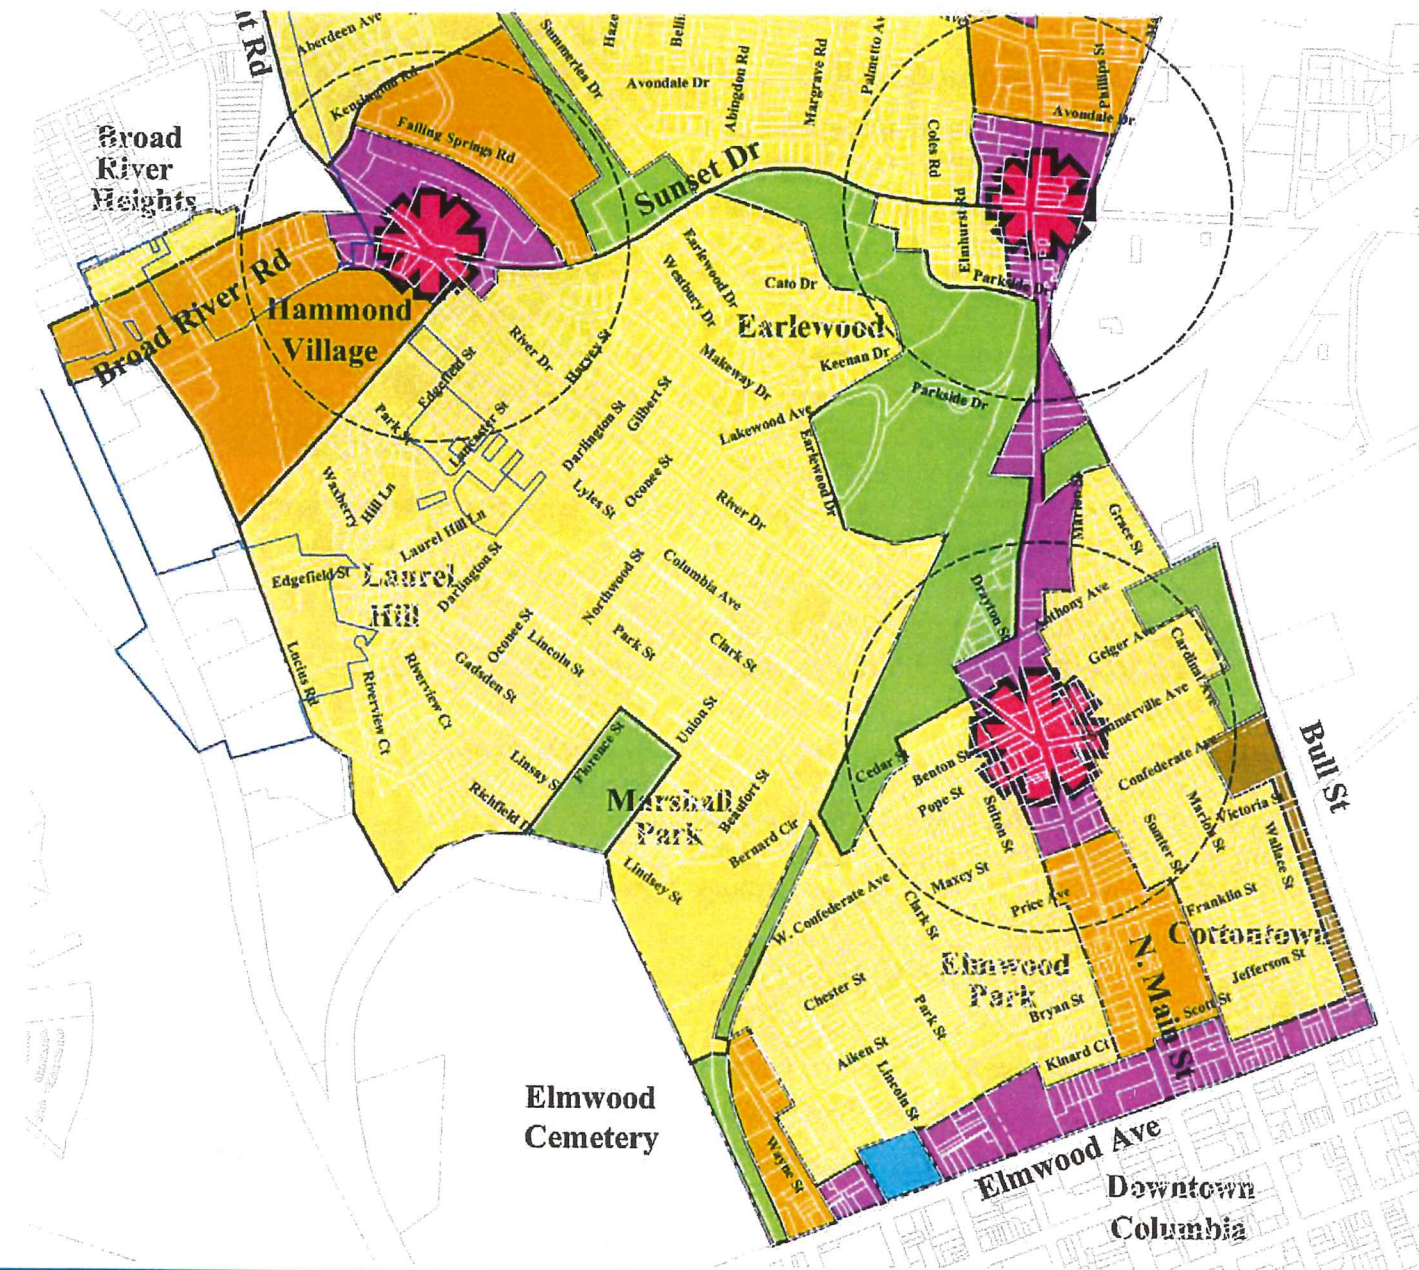 Aberdeen Ave
Summerlea Dr
Avondale Dr
Abingdon Rd
Margrave Rd
Phillips St
Avondale Dr.
Kensington Rd
Falling Springs Rd
Coles Rd
Broad
River
Heights
Sunset Dr
Elmhurst Rd
Parkside Dr
Broad River Rd
Hammond
Village
Earlewood Dr
Westbury Dr
Cato Dr
Earlewood
River Dr
Harvey St
Makeway Dr
Keenan Dr
Edgefield St
Parkside Dr
Park St
Lancaster St
Gilbert St
Darlington St
Lakewood Ave
Earlewood Dr
Waxberry
Hill Ln
Lyles St
Oconee St
River Dr
Laurel Hill Ln
Grace St
Edgefield St
Laurel
Hill
Darlington St
Northwood St
Columbia Ave
Drayton St
Anthony Ave
Oconee St
Lincoln St
Park St
Clark St
Geiger Ave
Cardinal Ave
Lucius Rd
Riverview Ct
Riverview Ct
Gadsden St
Union St
Florence St
Confederate Ave
Bull St
Linsay S
Cedar S
Benton St
Pope St
Sulton St
Richfield
Marshall
Park
Beaufort St
Bernard Cir
Sumter St
Marion St
Victoria S
Wallace St
Lindsey St
W. Confederate Ave
Maxcy St
Clark St
Price Ave
Franklin St
Cottontown
Elmwood
Park
N. Main St
Jefferson St
Chester St
Park St
Bryan St
Scott St
Aiken St
Lincoln St
Kinard Ct
Elmwood
Cemetery
Wayne St
Elmwood Ave
Downtown
Columbia